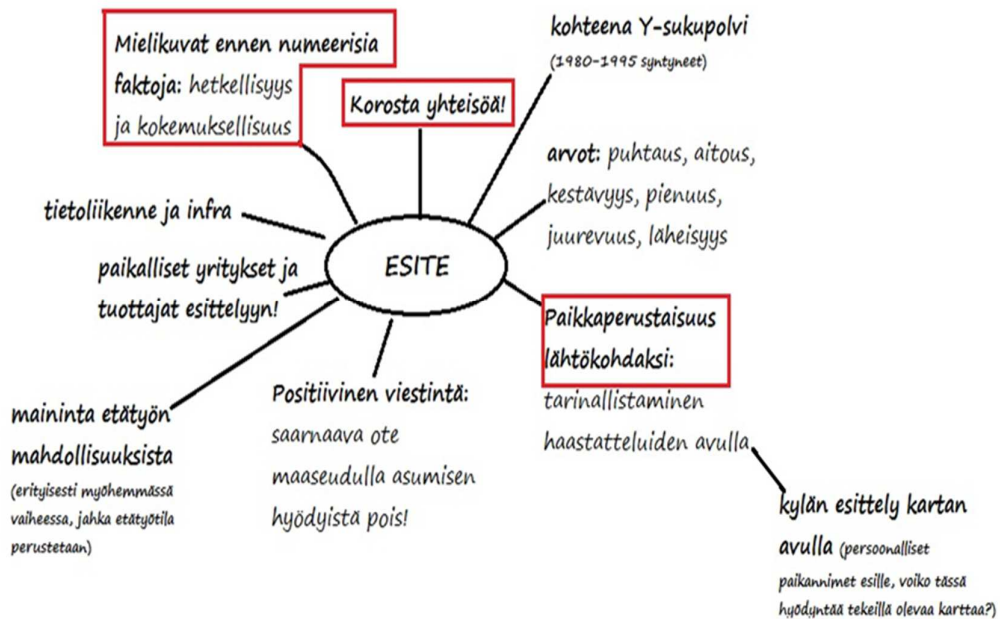 Mielikuvat ennen numeerisia
faktoja: hetkellisyys
ja kokemuksellisuus
Korosta yhteisöä!
kohteena Y-sukupolvi
(1980-1995 syntyneet)
arvot: puhtaus, aitous,
kestävyys, pienuus,
juurevuus, läheisyys
tietoliikenne ja infra
paikalliset yritykset ja
tuottajat esittelyyn!
ESITE
Paikkaperustaisuus
lähtökohdaksi:
tarinallistaminen
haastatteluiden avulla
maininta etätyön
mahdollisuuksista
(erityisesti myöhemmässä
vaiheessa, jahka etätyötila
perustetaan)
Positiivinen viestintä:
saarnaava ote
maaseudulla asumisen
hyödyistä pois!
kylän esittely kartan
avulla (persoonalliset
paikannimet esille, voiko tässä
hyödyntää tekeillä olevaa karttaa?)